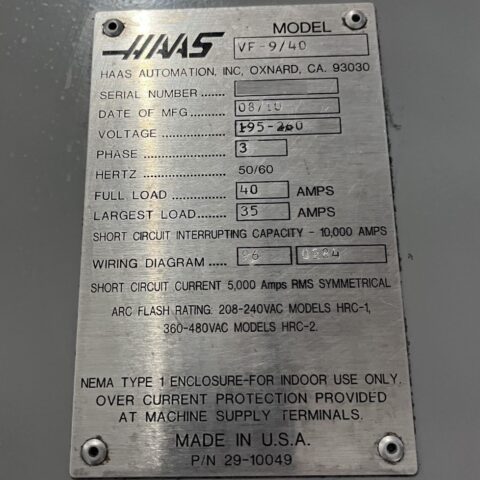 HAAS
MODEL
VF-9/40
HAAS AUTOMATION, INC, OXNARD, CA. 93030
SERIAL NUMBER ......
DATE OF MFG ...... 08/10
VOLTAGE ............ 195-260
PHASE ............... 3
HERTZ 50/60
FULL LOAD ......... 40 AMPS
LARGEST LOAD....... 35 AMPS
SHORT CIRCUIT INTERRUPTING CAPACITY - 10,000 AMPS
WIRING DIAGRAM .....
SHORT CIRCUIT CURRENT 5,000 Amps RMS SYMMETRICAL
ARC FLASH RATING: 208-240VAC MODELS HRC-1,
360-480VAC MODELS HRC-2.
NEMA TYPE 1 ENCLOSURE-FOR INDOOR USE ONLY.
OVER CURRENT PROTECTION PROVIDED
AT MACHINE SUPPLY TERMINALS.
MADE IN U.S.A.
P/N 29-10049